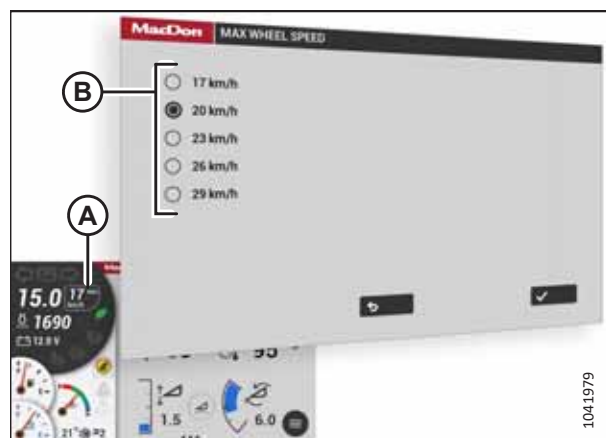 MacDon MAX WHEEL SPEED
B
17 km/h
20 km/h
23 km/h
26 km/h
29 km/h
A
15.0 17
1690
12.8 V
95
1.5
6.0
21°
1041979